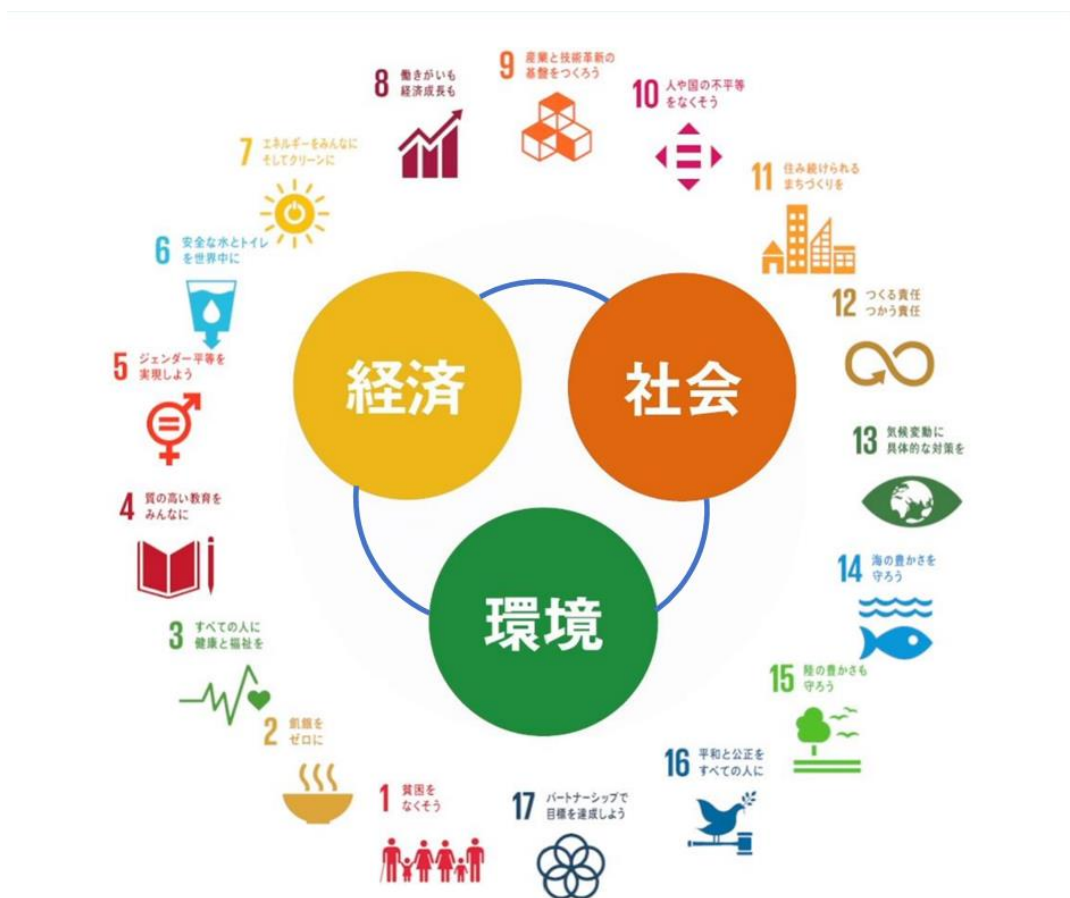 1 貧困を
なくそう
2 飢餓を
ゼロに
3 すべての人に
健康と福祉を
4 質の高い教育を
みんなに
5 ジェンダー平等を
実現しよう
6 安全な水とトイレ
を世界中に
7 エネルギーをみんなに
そしてクリーンに
8 働きがいも
経済成長も
9 産業と技術革新の
基盤をつくろう
10 人や国の不平等
をなくそう
11 住み続けられる
まちづくりを
12 つくる責任
つかう責任
13 気候変動に
具体的な対策を
14 海の豊かさを
守ろう
15 陸の豊かさも
守ろう
16 平和と公正を
すべての人に
17 パートナーシップで
目標を達成しよう
経済
社会
環境